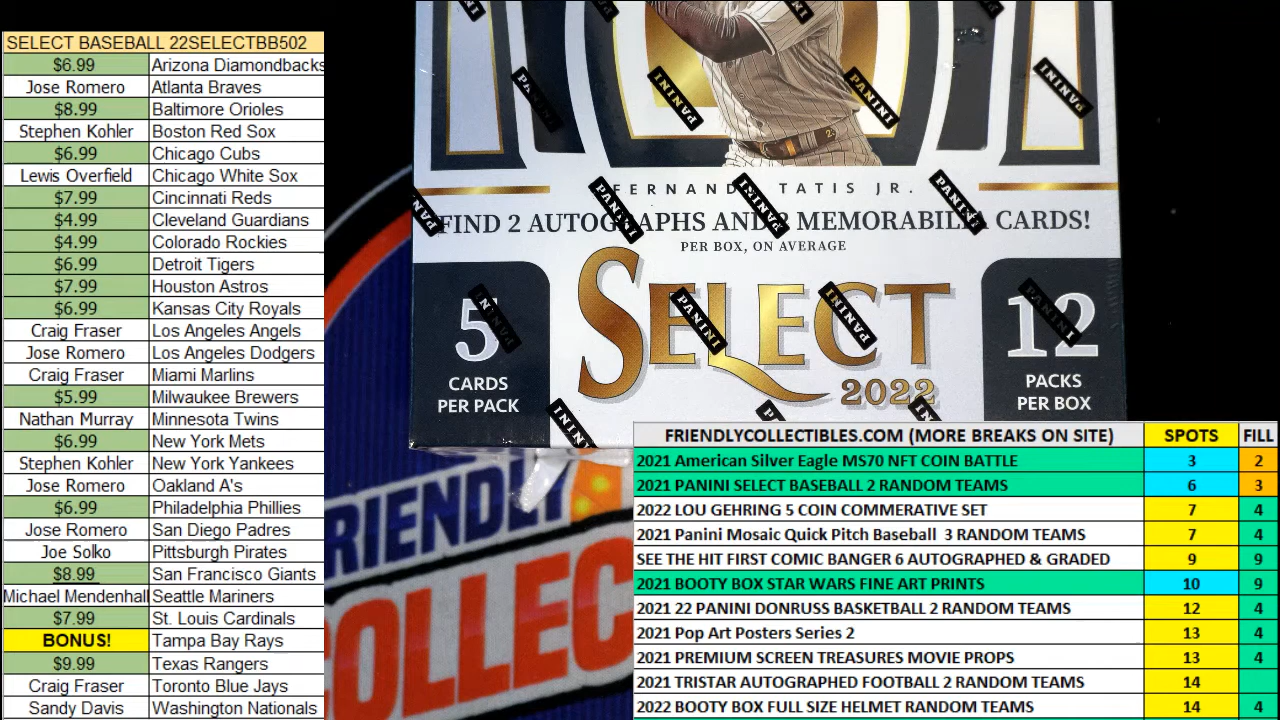 SELECT BASEBALL 22SELECTBB502
$6.99 Arizona Diamondbacks
Jose Romero Atlanta Braves
$8.99 Baltimore Orioles
Stephen Kohler Boston Red Sox
$6.99 Chicago Cubs
Lewis Overfield Chicago White Sox
$7.99 Cincinnati Reds
$4.99 Cleveland Guardians
$4.99 Colorado Rockies
$6.99 Detroit Tigers
$7.99 Houston Astros
$6.99 Kansas City Royals
Craig Fraser Los Angeles Angels
Jose Romero Los Angeles Dodgers
Craig Fraser Miami Marlins
$5.99 Milwaukee Brewers
Nathan Murray Minnesota Twins
$6.99 New York Mets
Stephen Kohler New York Yankees
Jose Romero Oakland A's
$6.99 Philadelphia Phillies
Jose Romero San Diego Padres
Joe Solko Pittsburgh Pirates
$8.99 San Francisco Giants
Michael Mendenhall Seattle Mariners
$7.99 St. Louis Cardinals
BONUS! Tampa Bay Rays
$9.99 Texas Rangers
Craig Fraser Toronto Blue Jays
Sandy Davis Washington Nationals
PANINI PANINI PANINI PANINI
FERNANDO TATIS JR.
PANINI PANINI PANINI
FIND 2 AUTOGRAPHS AND 2 MEMORABILIA CARDS!
PER BOX, ON AVERAGE
SELECT
2022
5
CARDS
PER PACK
12
PACKS
PER BOX
PANINI PANINI PANINI PANINI
FRIENDLY
COLLEC
FRIENDLYCOLLECTIBLES.COM (MORE BREAKS ON SITE) SPOTS FILL
2021 American Silver Eagle MS70 NFT COIN BATTLE 3 2
2021 PANINI SELECT BASEBALL 2 RANDOM TEAMS 6 3
2022 LOU GEHRING 5 COIN COMMERATIVE SET 7 4
2021 Panini Mosaic Quick Pitch Baseball 3 RANDOM TEAMS 7 4
SEE THE HIT FIRST COMIC BANGER 6 AUTOGRAPHED & GRADED 9 9
2021 BOOTY BOX STAR WARS FINE ART PRINTS 10 9
2021 22 PANINI DONRUSS BASKETBALL 2 RANDOM TEAMS 12 4
2021 Pop Art Posters Series 2 13 4
2021 PREMIUM SCREEN TREASURES MOVIE PROPS 13 4
2021 TRISTAR AUTOGRAPHED FOOTBALL 2 RANDOM TEAMS 14
2022 BOOTY BOX FULL SIZE HELMET RANDOM TEAMS 14 4